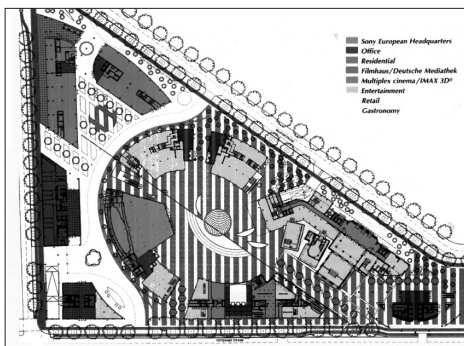 Sony European Headquarters
Office
Residential
Filmhaus/Deutsche Mediathek
Multiplex cinema/IMAX 3D®
Entertainment
Retail
Gastronomy